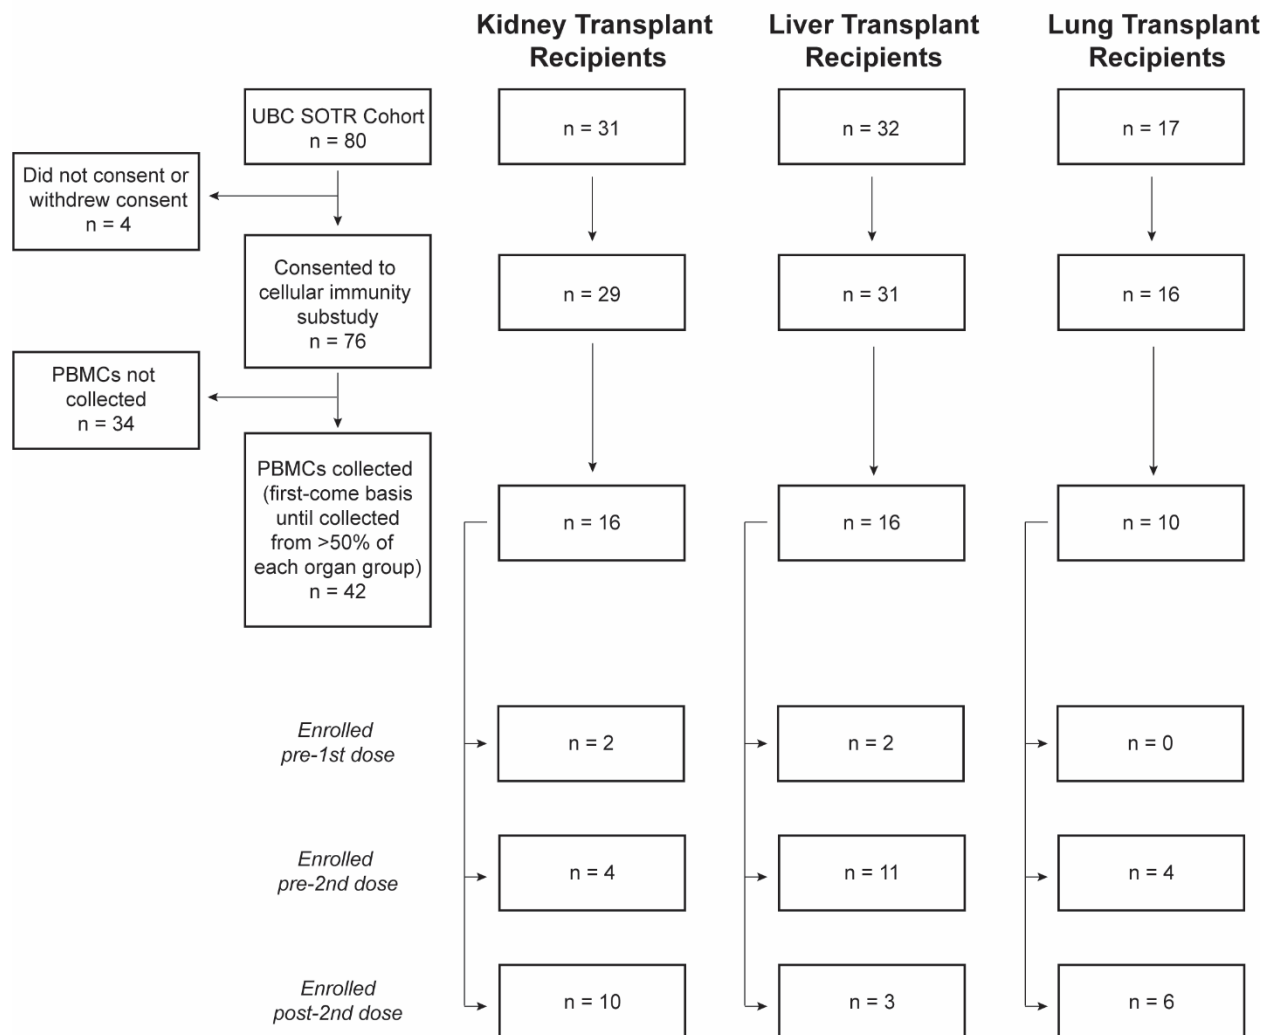 Kidney Transplant
Recipients
Liver Transplant
Recipients
Lung Transplant
Recipients
UBC SOTR Cohort
n = 80
n = 31
n = 32
n = 17
Did not consent or
withdrew consent
n = 4
Consented to
cellular immunity
substudy
n = 76
n = 29
n = 31
n = 16
PBMCs not
collected
n = 34
PBMCs collected
(first-come basis
until collected
from >50% of
each organ group)
n = 42
n = 16
n = 16
n = 10
Enrolled
pre-1st dose
n = 2
n = 2
n = 0
Enrolled
pre-2nd dose
n = 4
n = 11
n = 4
Enrolled
post-2nd dose
n = 10
n = 3
n = 6